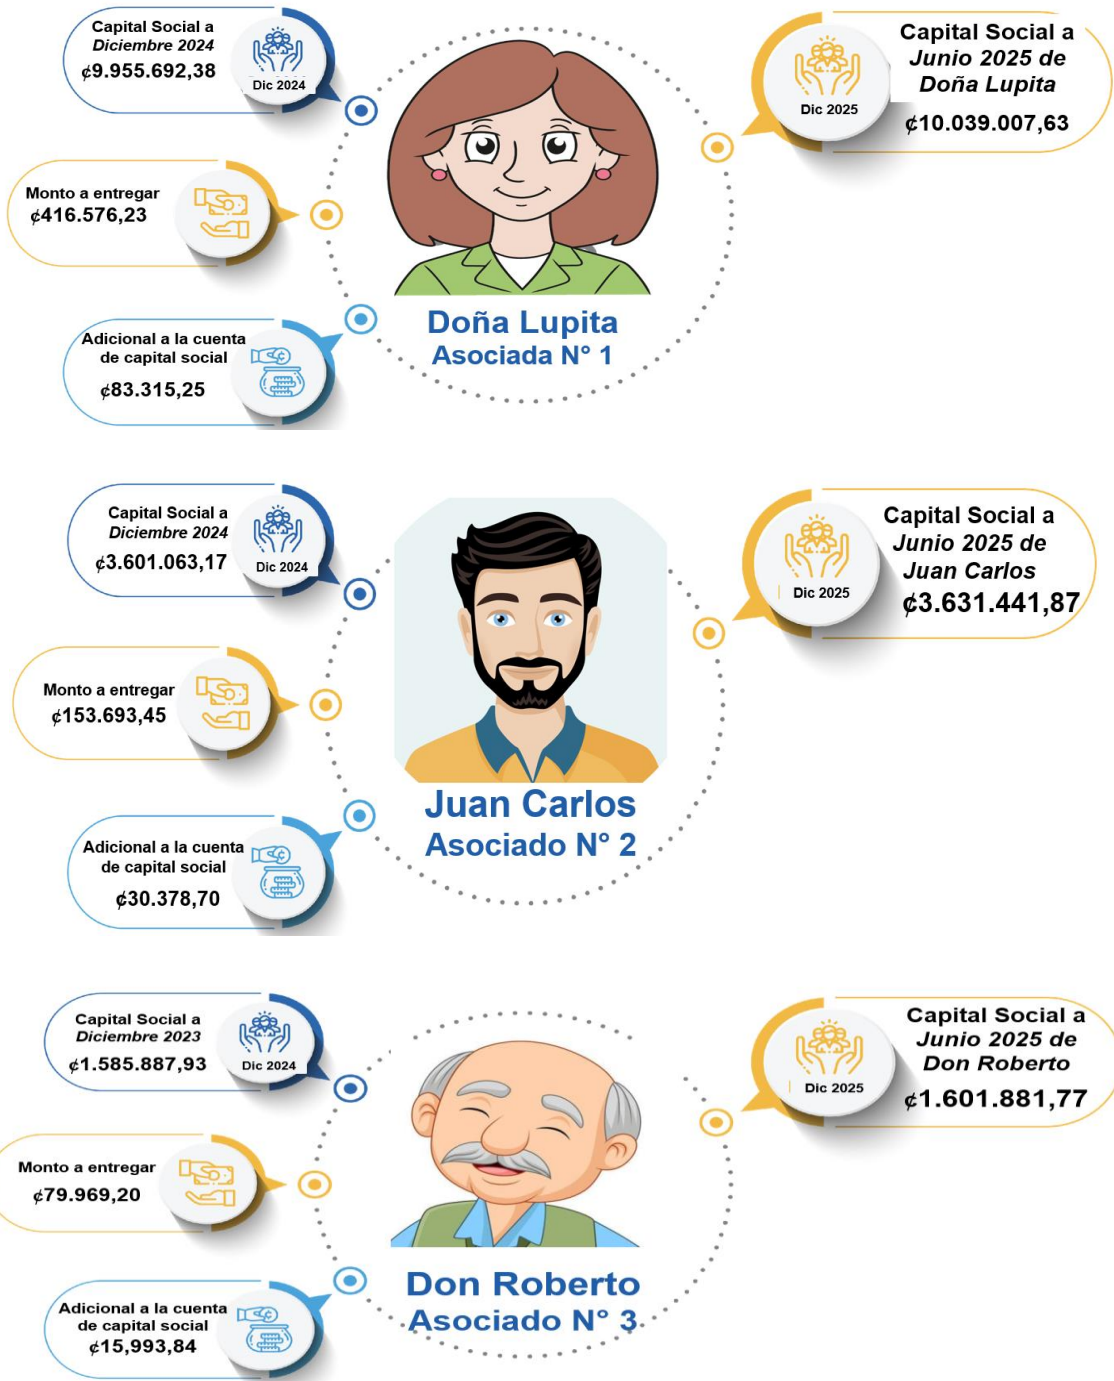 Capital Social a
Diciembre 2024
¢9.955.692,38
Dic 2024
Monto a entregar
¢416.576,23
Adicional a la cuenta
de capital social
¢83.315,25
Doña Lupita
Asociada N° 1
Capital Social a
Junio 2025 de
Doña Lupita
¢10.039.007,63
Dic 2025
Capital Social a
Diciembre 2024
¢3.601.063,17
Dic 2024
Monto a entregar
¢153.693,45
Adicional a la cuenta
de capital social
¢30.378,70
Juan Carlos
Asociado N° 2
Capital Social a
Junio 2025 de
Juan Carlos
¢3.631.441,87
Dic 2025
Capital Social a
Diciembre 2023
¢1.585.887,93
Dic 2024
Monto a entregar
¢79.969,20
Adicional a la cuenta
de capital social
¢15,993,84
Don Roberto
Asociado N° 3
Capital Social a
Junio 2025 de
Don Roberto
¢1.601.881,77
Dic 2025